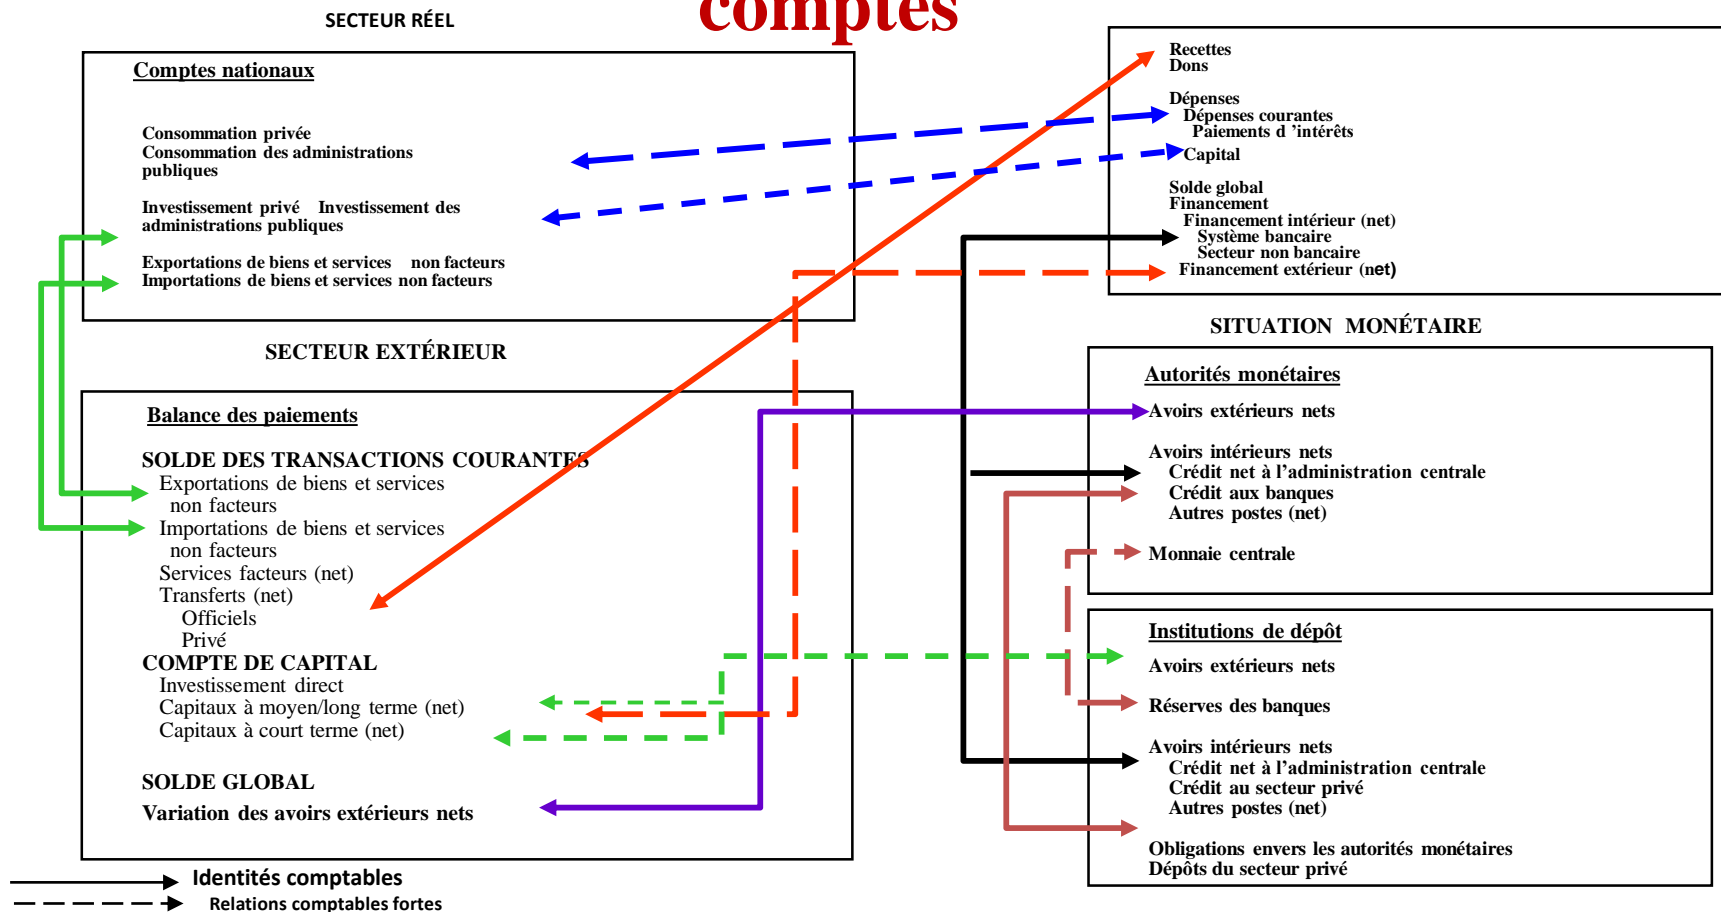 comptes
SECTEUR RÉEL
Comptes nationaux
Consommation privée
Consommation des administrations
publiques
Investissement privé Investissement des
administrations publiques
Exportations de biens et services non facteurs
Importations de biens et services non facteurs
Recettes
Dons
Dépenses
Dépenses courantes
Paiements d ’intérêts
Capital
Solde global
Financement
Financement intérieur (net)
Système bancaire
Secteur non bancaire
Financement extérieur (net)
SECTEUR EXTÉRIEUR
Balance des paiements
SOLDE DES TRANSACTIONS COURANTES
Exportations de biens et services
non facteurs
Importations de biens et services
non facteurs
Services facteurs (net)
Transferts (net)
Officiels
Privé
COMPTE DE CAPITAL
Investissement direct
Capitaux à moyen/long terme (net)
Capitaux à court terme (net)
SOLDE GLOBAL
Variation des avoirs extérieurs nets
SITUATION MONÉTAIRE
Autorités monétaires
Avoirs extérieurs nets
Avoirs intérieurs nets
Crédit net à l’administration centrale
Crédit aux banques
Autres postes (net)
Monnaie centrale
Institutions de dépôt
Avoirs extérieurs nets
Réserves des banques
Avoirs intérieurs nets
Crédit net à l’administration centrale
Crédit au secteur privé
Autres postes (net)
Obligations envers les autorités monétaires
Dépôts du secteur privé
Identités comptables
Relations comptables fortes